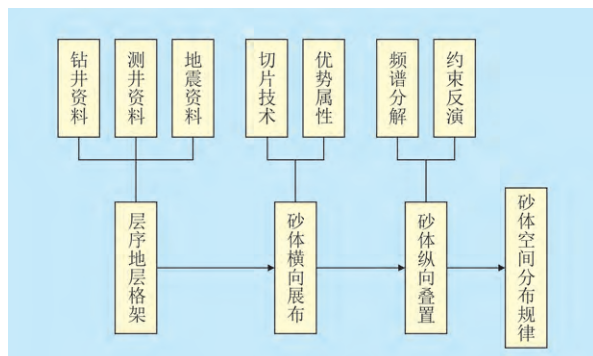 钻井资料
测井资料
地震资料
切片技术
优势属性
频谱分解
约束反演
层序地层格架
砂体横向展布
砂体纵向叠置
砂体空间分布规律